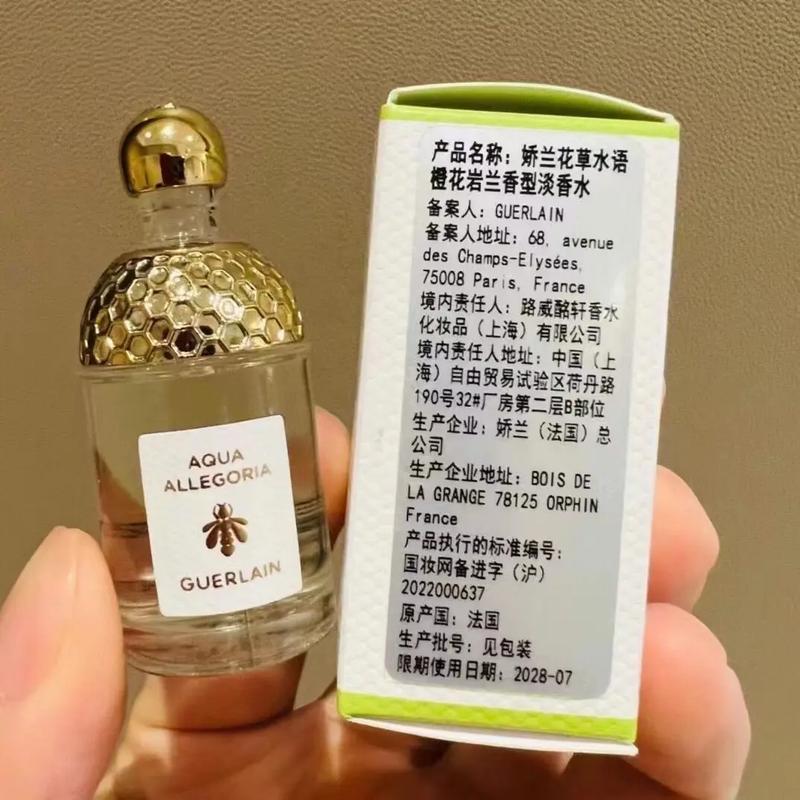 AQUA
ALLEGORIA
GUERLAIN
产品名称：娇兰花草水语
橙花岩兰香型淡香水
备案人：GUERLAIN
备案人地址：68, avenue
des Champs-Elysées,
75008 Paris, France
境内责任人：路威酩轩香水
化妆品（上海）有限公司
境内责任人地址：中国（上
海）自由贸易试验区荷丹路
190号32#厂房第二层B部位
生产企业：娇兰（法国）总
公司
生产企业地址：BOIS DE
LA GRANGE 78125 ORPHIN
France
产品执行的标准编号：
国妆网备进字（沪）
2022000637
原产国：法国
生产批号：见包装
限期使用日期：2028-07